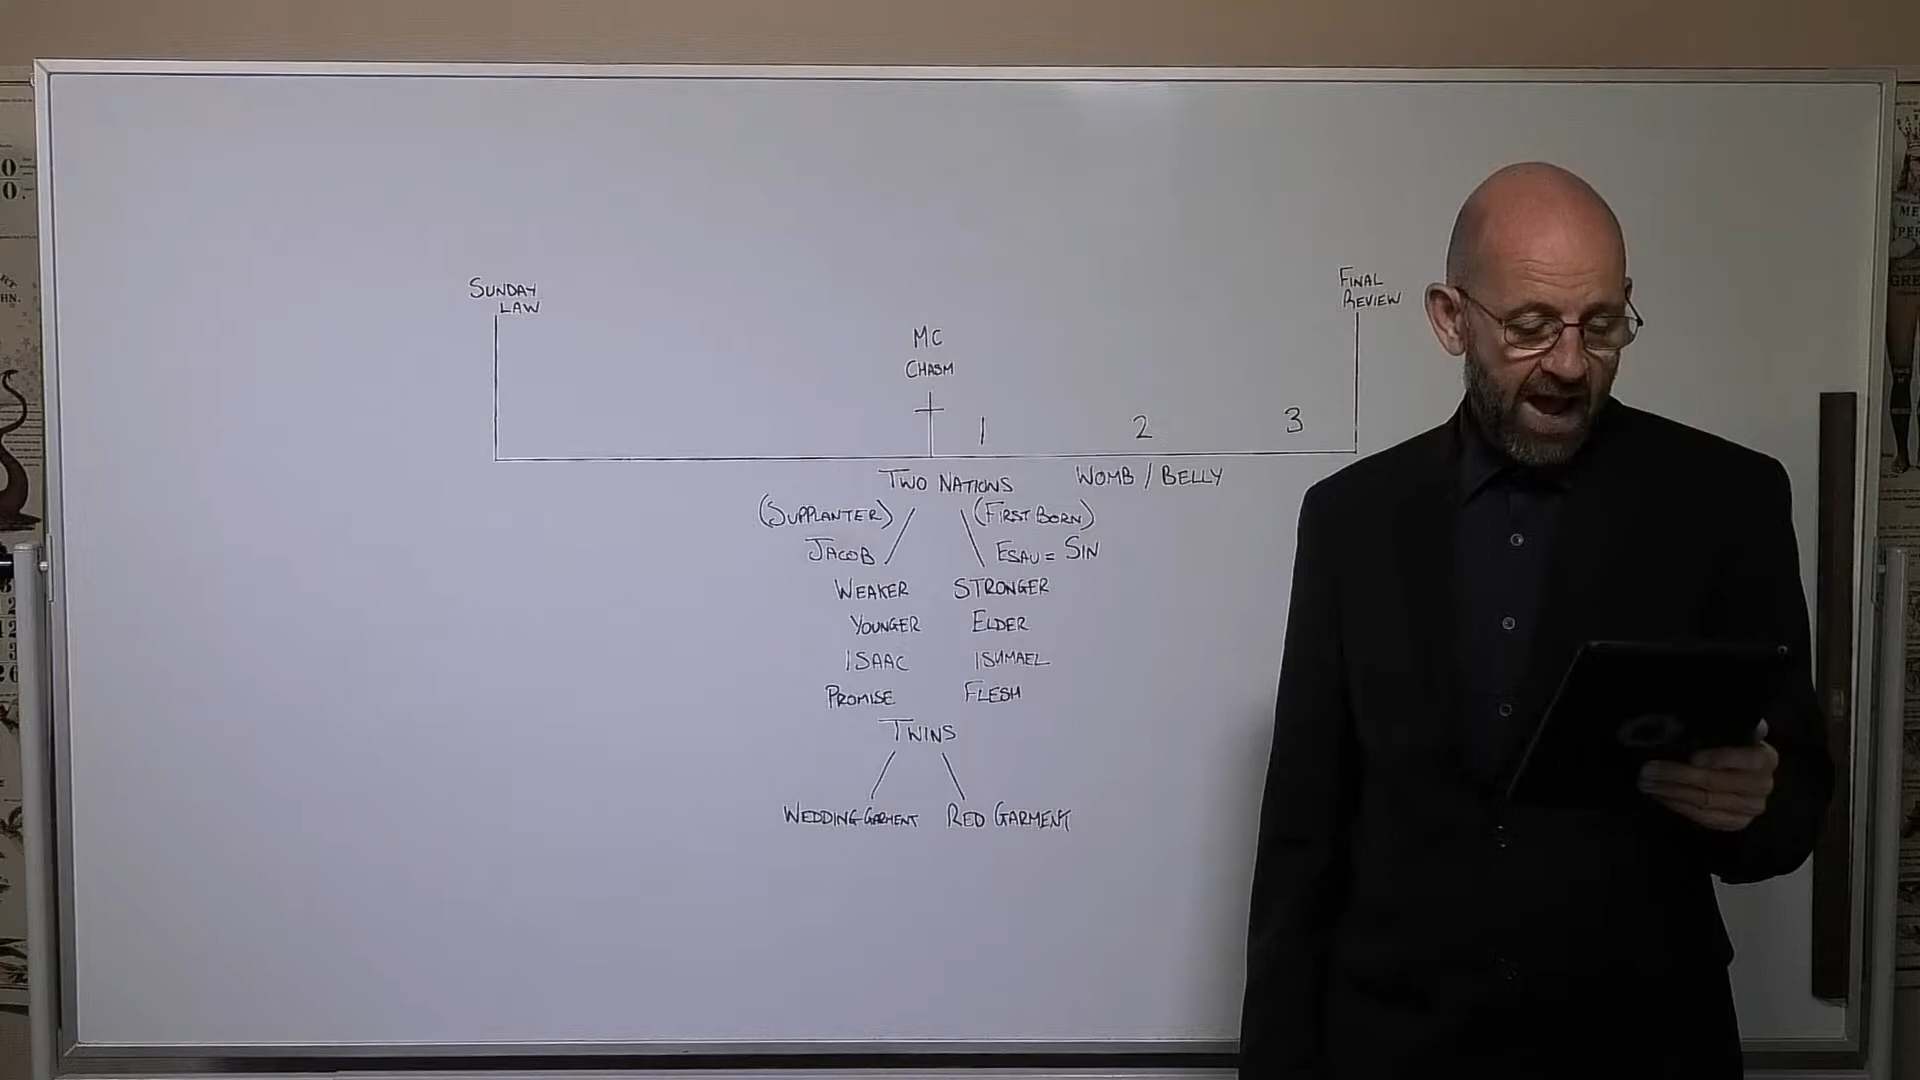 SUNDAY
LAW
FINAL
REVIEW
MC
CHASM
1 2 3
TWO NATIONS WOMB / BELLY
(SUPPLANTER) (FIRST BORN)
JACOB ESAU = SIN
WEAKER STRONGER
YOUNGER ELDER
ISAAC ISHMAEL
PROMISE FLESH
TWINS
WEDDING GARMENT RED GARMENT